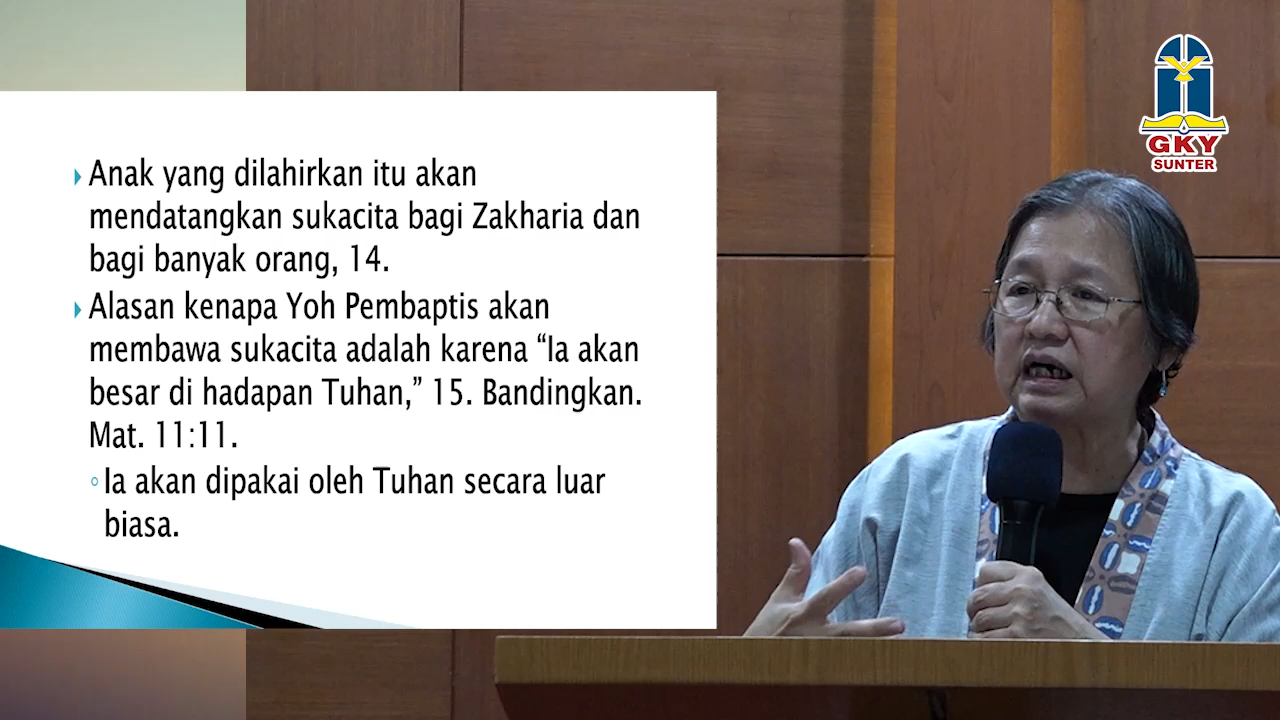 Anak yang dilahirkan itu akan
mendatangkan sukacita bagi Zakharia dan
bagi banyak orang, 14.
Alasan kenapa Yoh Pembaptis akan
membawa sukacita adalah karena “Ia akan
besar di hadapan Tuhan,” 15. Bandingkan.
Mat. 11:11.
Ia akan dipakai oleh Tuhan secara luar
biasa.
GKY
SUNTER